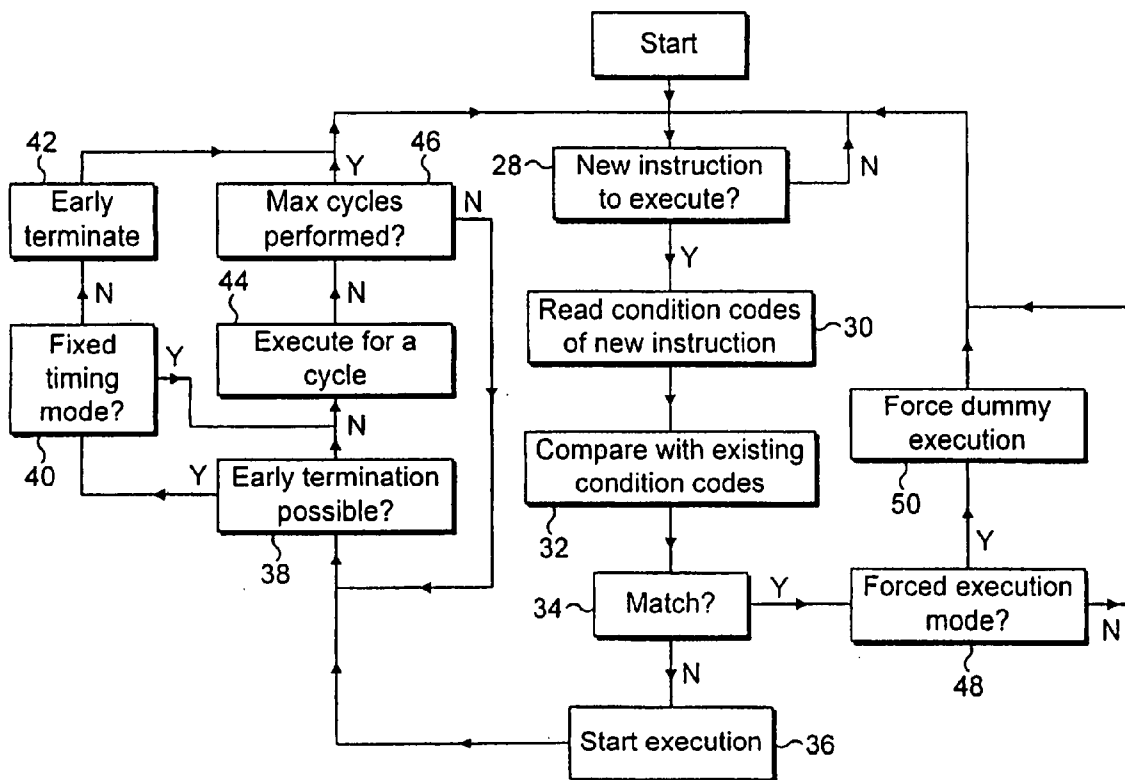 Start
28
New instruction
to execute?
N
Y
Read condition codes
of new instruction
30
Compare with existing
condition codes
32
34
Match?
Y
N
Start execution
36
Forced execution
mode?
48
N
Y
Force dummy
execution
50
Early termination
possible?
38
Y
N
Fixed
timing
mode?
40
Y
N
Early
terminate
42
Execute for a
cycle
44
N
Max cycles
performed?
46
Y
N